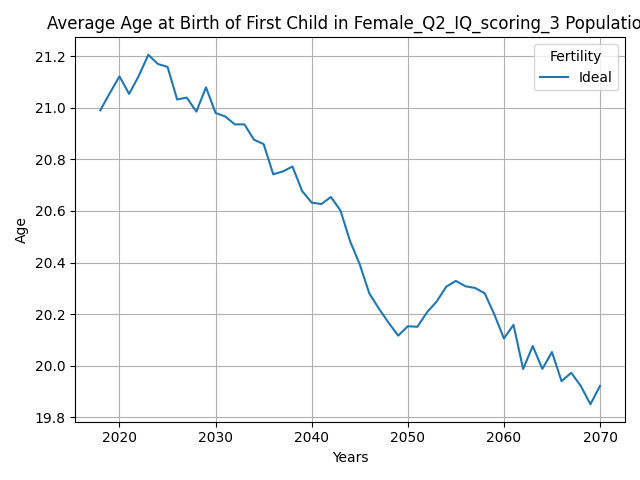 Average Age at Birth of First Child in Female_Q2_IQ_scoring_3 Populatio
21.2
21.0
20.8
20.6
20.4
20.2
20.0
19.8
Age
Fertility
Ideal
2020 2030 2040 2050 2060 2070
Years